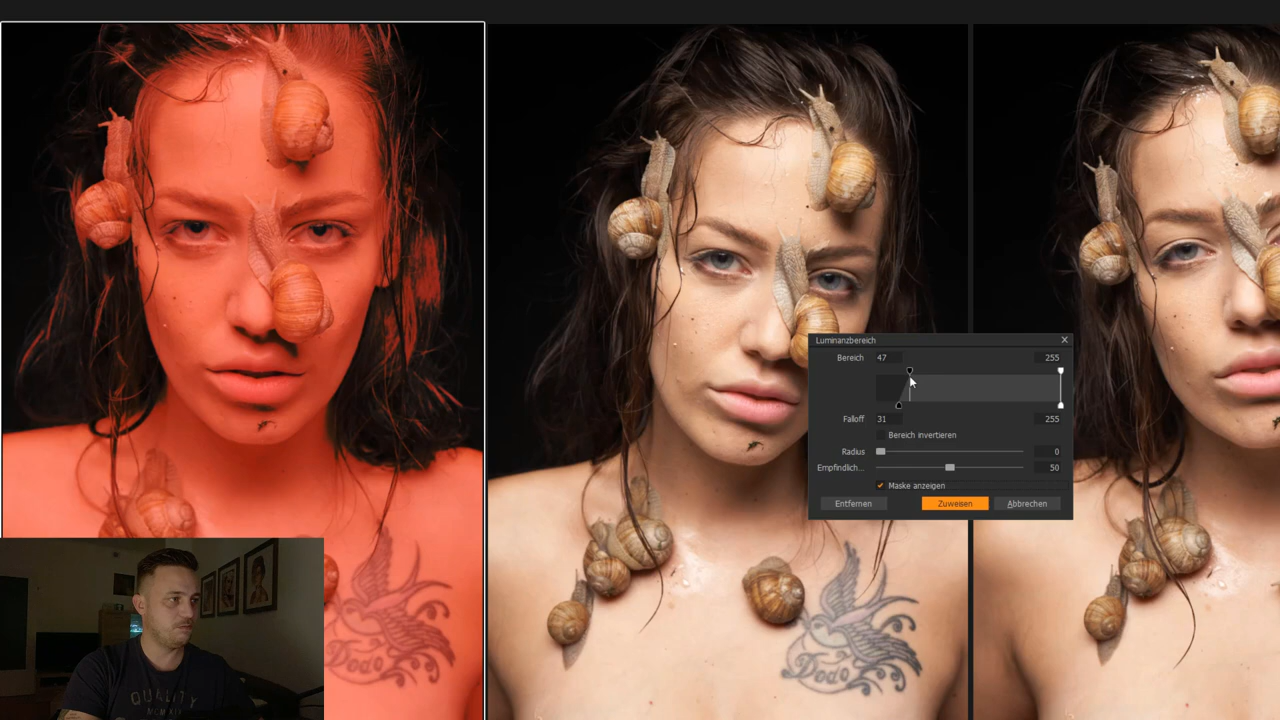 Luminanzbereich
Bereich 47 255
Falloff 31 255
Bereich invertieren
Radius 0
Empfindlich... 50
Maske anzeigen
Entfernen Zuweisen Abbrechen
Dodo
Dodo
QUALITY